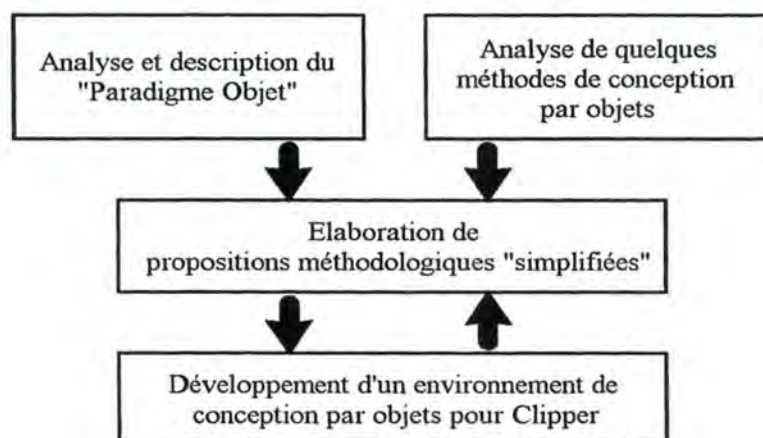 Analyse et description du
"Paradigme Objet"
Analyse de quelques
méthodes de conception
par objets
Elaboration de
propositions méthodologiques "simplifiées"
Développement d'un environnement de
conception par objets pour Clipper